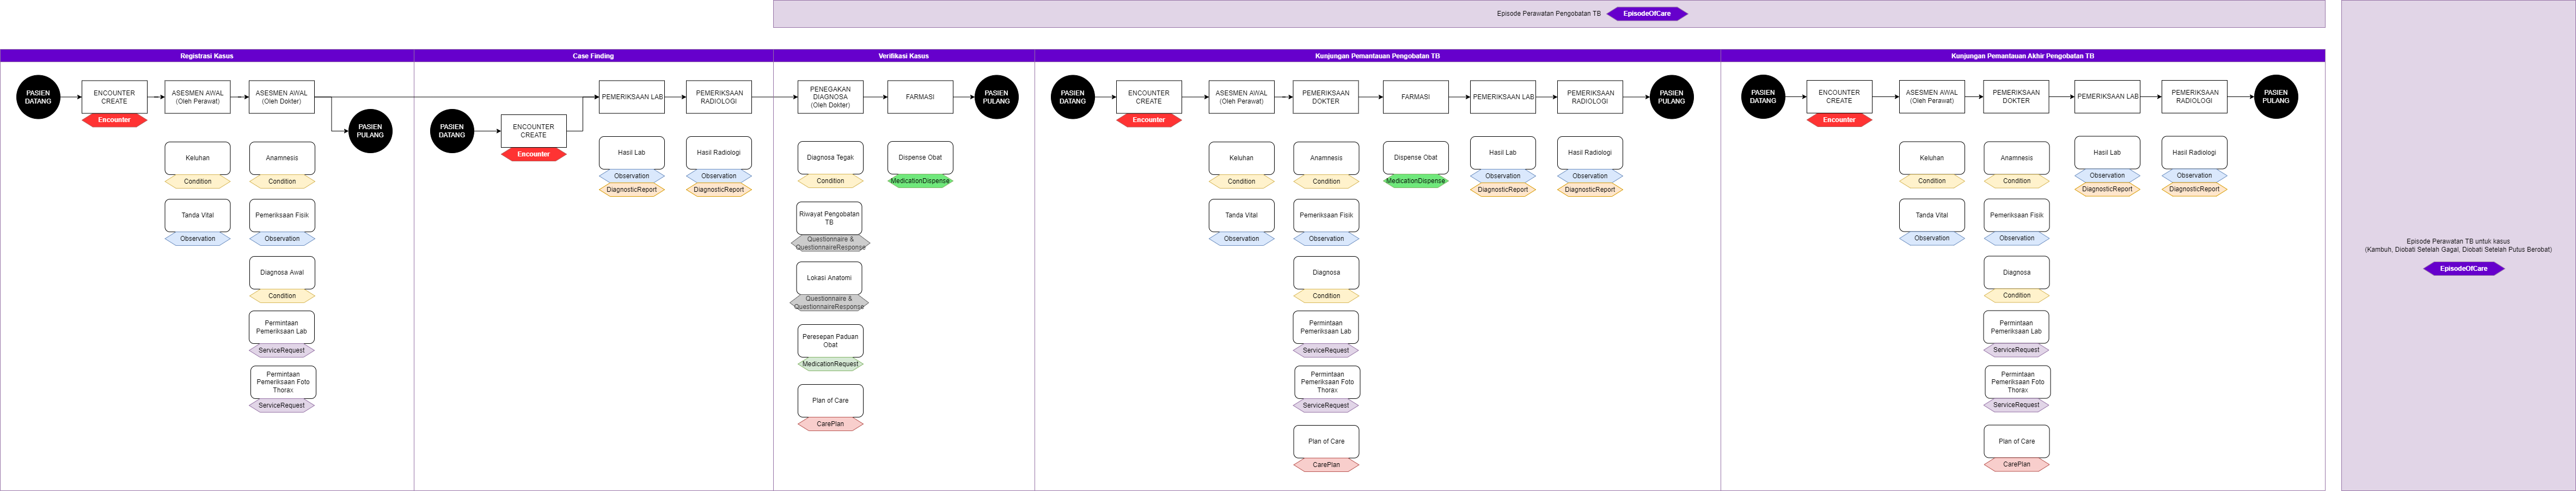 Episode Perawatan Pengobatan TB
EpisodeOfCare
Registrasi Kasus
PASIEN
DATANG
ENCOUNTER
CREATE
Encounter
ASESMEN AWAL
(Oleh Perawat)
ASESMEN AWAL
(Oleh Dokter)
PASIEN
PULANG
Keluhan
Condition
Tanda Vital
Observation
Anamnesis
Condition
Pemeriksaan Fisik
Observation
Diagnosa Awal
Condition
Permintaan
Pemeriksaan Lab
ServiceRequest
Permintaan
Pemeriksaan Foto
Thorax
ServiceRequest
Case Finding
PASIEN
DATANG
ENCOUNTER
CREATE
Encounter
PEMERIKSAAN LAB
Hasil Lab
Observation
DiagnosticReport
PEMERIKSAAN
RADIOLOGI
Hasil Radiologi
Observation
DiagnosticReport
Verifikasi Kasus
PENEGAKAN
DIAGNOSA
(Oleh Dokter)
Diagnosa Tegak
Condition
Riwayat Pengobatan
TB
Questionnaire &
QuestionnaireResponse
Lokasi Anatomi
Questionnaire &
QuestionnaireResponse
Peresepan Paduan
Obat
MedicationRequest
Plan of Care
CarePlan
FARMASI
Dispense Obat
MedicationDispense
PASIEN
PULANG
Kunjungan Pemantauan Pengobatan TB
PASIEN
DATANG
ENCOUNTER
CREATE
Encounter
ASESMEN AWAL
(Oleh Perawat)
Keluhan
Condition
Tanda Vital
Observation
PEMERIKSAAN
DOKTER
Anamnesis
Condition
Pemeriksaan Fisik
Observation
Diagnosa
Condition
Permintaan
Pemeriksaan Lab
ServiceRequest
Permintaan
Pemeriksaan Foto
Thorax
ServiceRequest
Plan of Care
CarePlan
FARMASI
Dispense Obat
MedicationDispense
PEMERIKSAAN LAB
Hasil Lab
Observation
DiagnosticReport
PEMERIKSAAN
RADIOLOGI
Hasil Radiologi
Observation
DiagnosticReport
PASIEN
PULANG
Kunjungan Pemantauan Akhir Pengobatan TB
PASIEN
DATANG
ENCOUNTER
CREATE
Encounter
ASESMEN AWAL
(Oleh Perawat)
Keluhan
Condition
Tanda Vital
Observation
PEMERIKSAAN
DOKTER
Anamnesis
Condition
Pemeriksaan Fisik
Observation
Diagnosa
Condition
Permintaan
Pemeriksaan Lab
ServiceRequest
Permintaan
Pemeriksaan Foto
Thorax
ServiceRequest
Plan of Care
CarePlan
PEMERIKSAAN LAB
Hasil Lab
Observation
DiagnosticReport
PEMERIKSAAN
RADIOLOGI
Hasil Radiologi
Observation
DiagnosticReport
PASIEN
PULANG
Episode Perawatan TB untuk kasus
(Kambuh, Diobati Setelah Gagal, Diobati Setelah Putus Berobat)
EpisodeOfCare